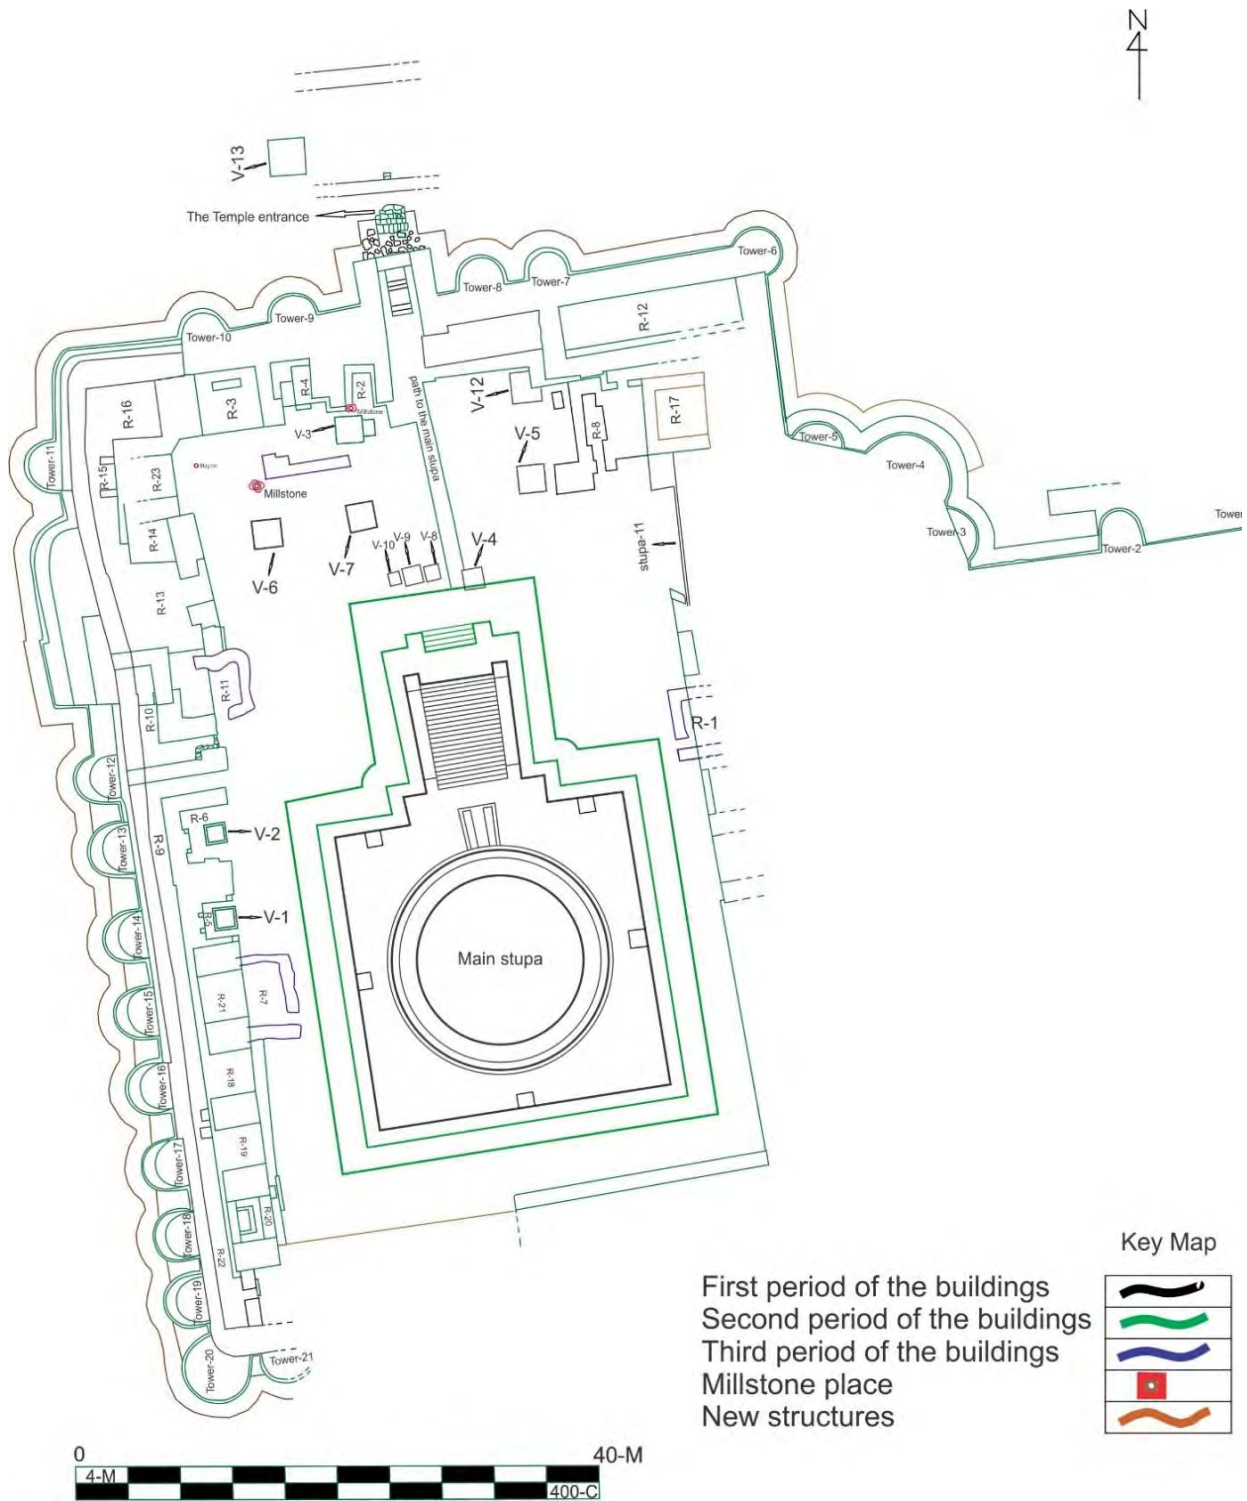 N
V-13
The Temple entrance
Tower-6
Tower-8
Tower-7
Tower-9
Tower-10
R-12
R-4
R-2
path to the main stupa
V-12
R-16
R-3
Millstone
R-17
V-3
R-8
V-5
Tower-5
Tower-4
Tower-11
R-15
R-23
Millstone
Tower-3
Tower-2
Tower
R-14
V-10
V-9
V-8
V-4
stupa-11
V-6
V-7
R-13
R-11
R-10
R-1
Tower-12
R-6
V-2
Tower-13
R-9
R-5
V-1
Tower-14
Main stupa
R-21
R-7
Tower-15
R-18
Tower-16
R-19
Tower-17
R-20
Tower-18
R-22
Tower-19
Tower-20
Tower-21
Key Map
First period of the buildings
Second period of the buildings
Third period of the buildings
Millstone place
New structures
0
40-M
4-M
400-C